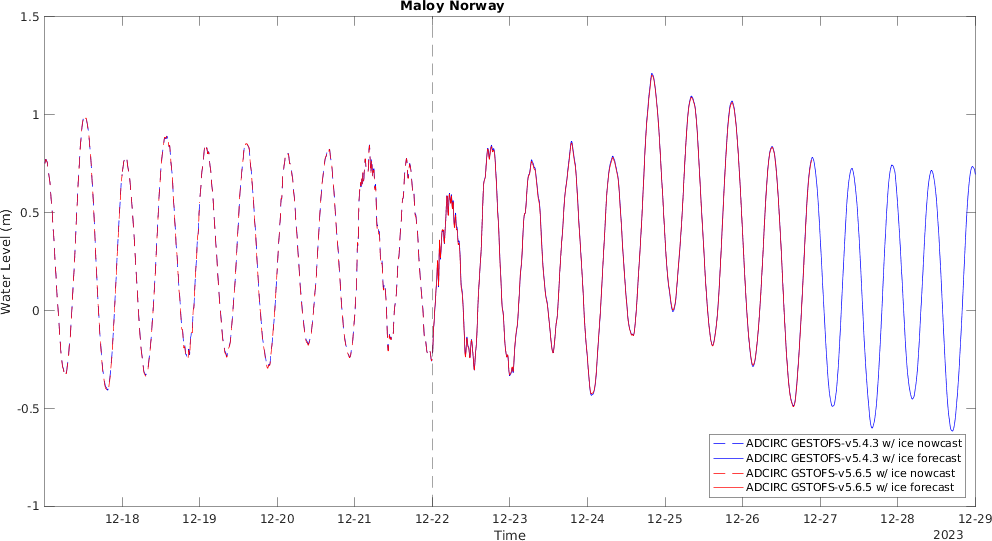 Maloy Norway
1.5
1
0.5
0
-0.5
-1
Water Level (m)
12-18 12-19 12-20 12-21 12-22 12-23 12-24 12-25 12-26 12-27 12-28 12-29
Time
2023
ADCIRC GESTOFS-v5.4.3 w/ ice nowcast
ADCIRC GESTOFS-v5.4.3 w/ ice forecast
ADCIRC GSTOFS-v5.6.5 w/ ice nowcast
ADCIRC GSTOFS-v5.6.5 w/ ice forecast